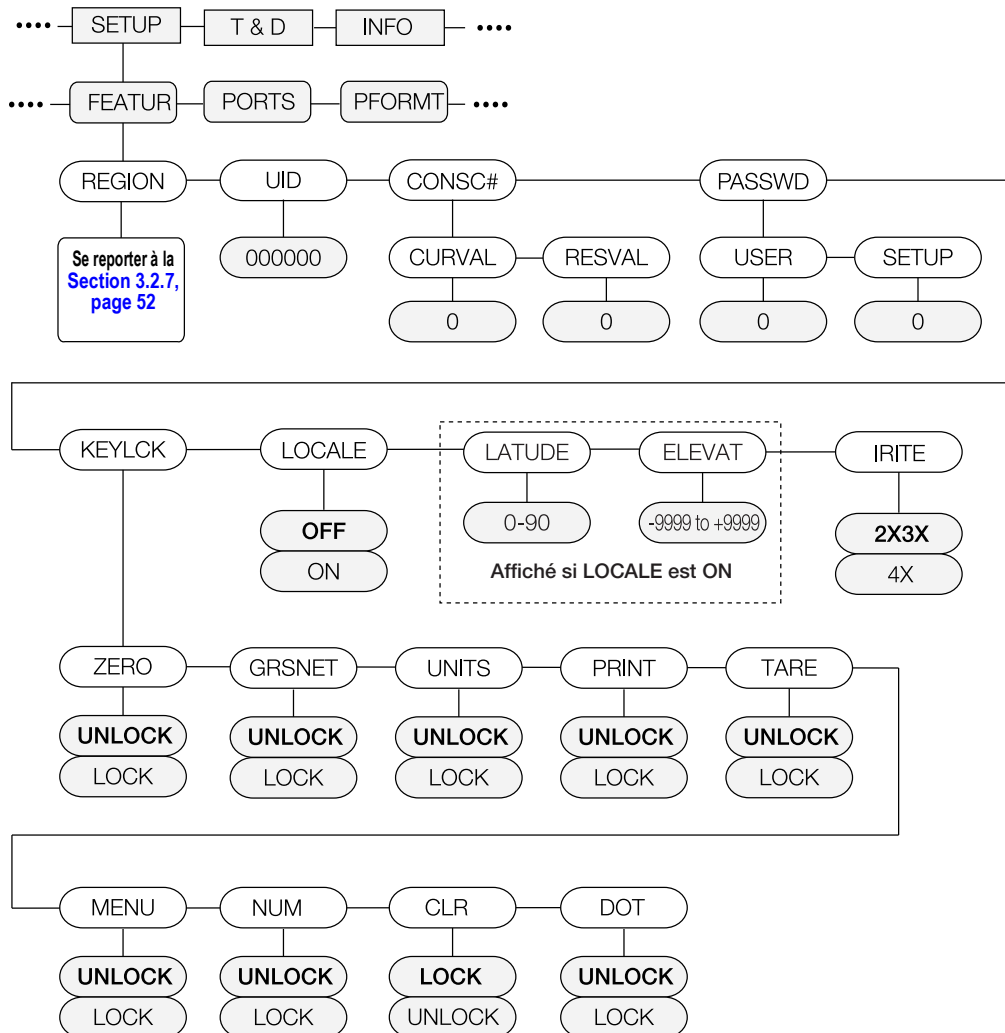 •••• SETUP T & D INFO ••••
•••• FEATUR PORTS PFORMT ••••
REGION UID CONSC# PASSWD
Se reporter à la
Section 3.2.7,
page 52
000000 CURVAL RESVAL USER SETUP
0 0 0 0
KEYLCK LOCALE LATUDE ELEVAT IRITE
OFF 0-90 -9999 to +9999 2X3X
ON 4X
Affiché si LOCALE est ON
ZERO GRSNET UNITS PRINT TARE
UNLOCK UNLOCK UNLOCK UNLOCK UNLOCK
LOCK LOCK LOCK LOCK LOCK
MENU NUM CLR DOT
UNLOCK UNLOCK LOCK UNLOCK
LOCK LOCK UNLOCK LOCK